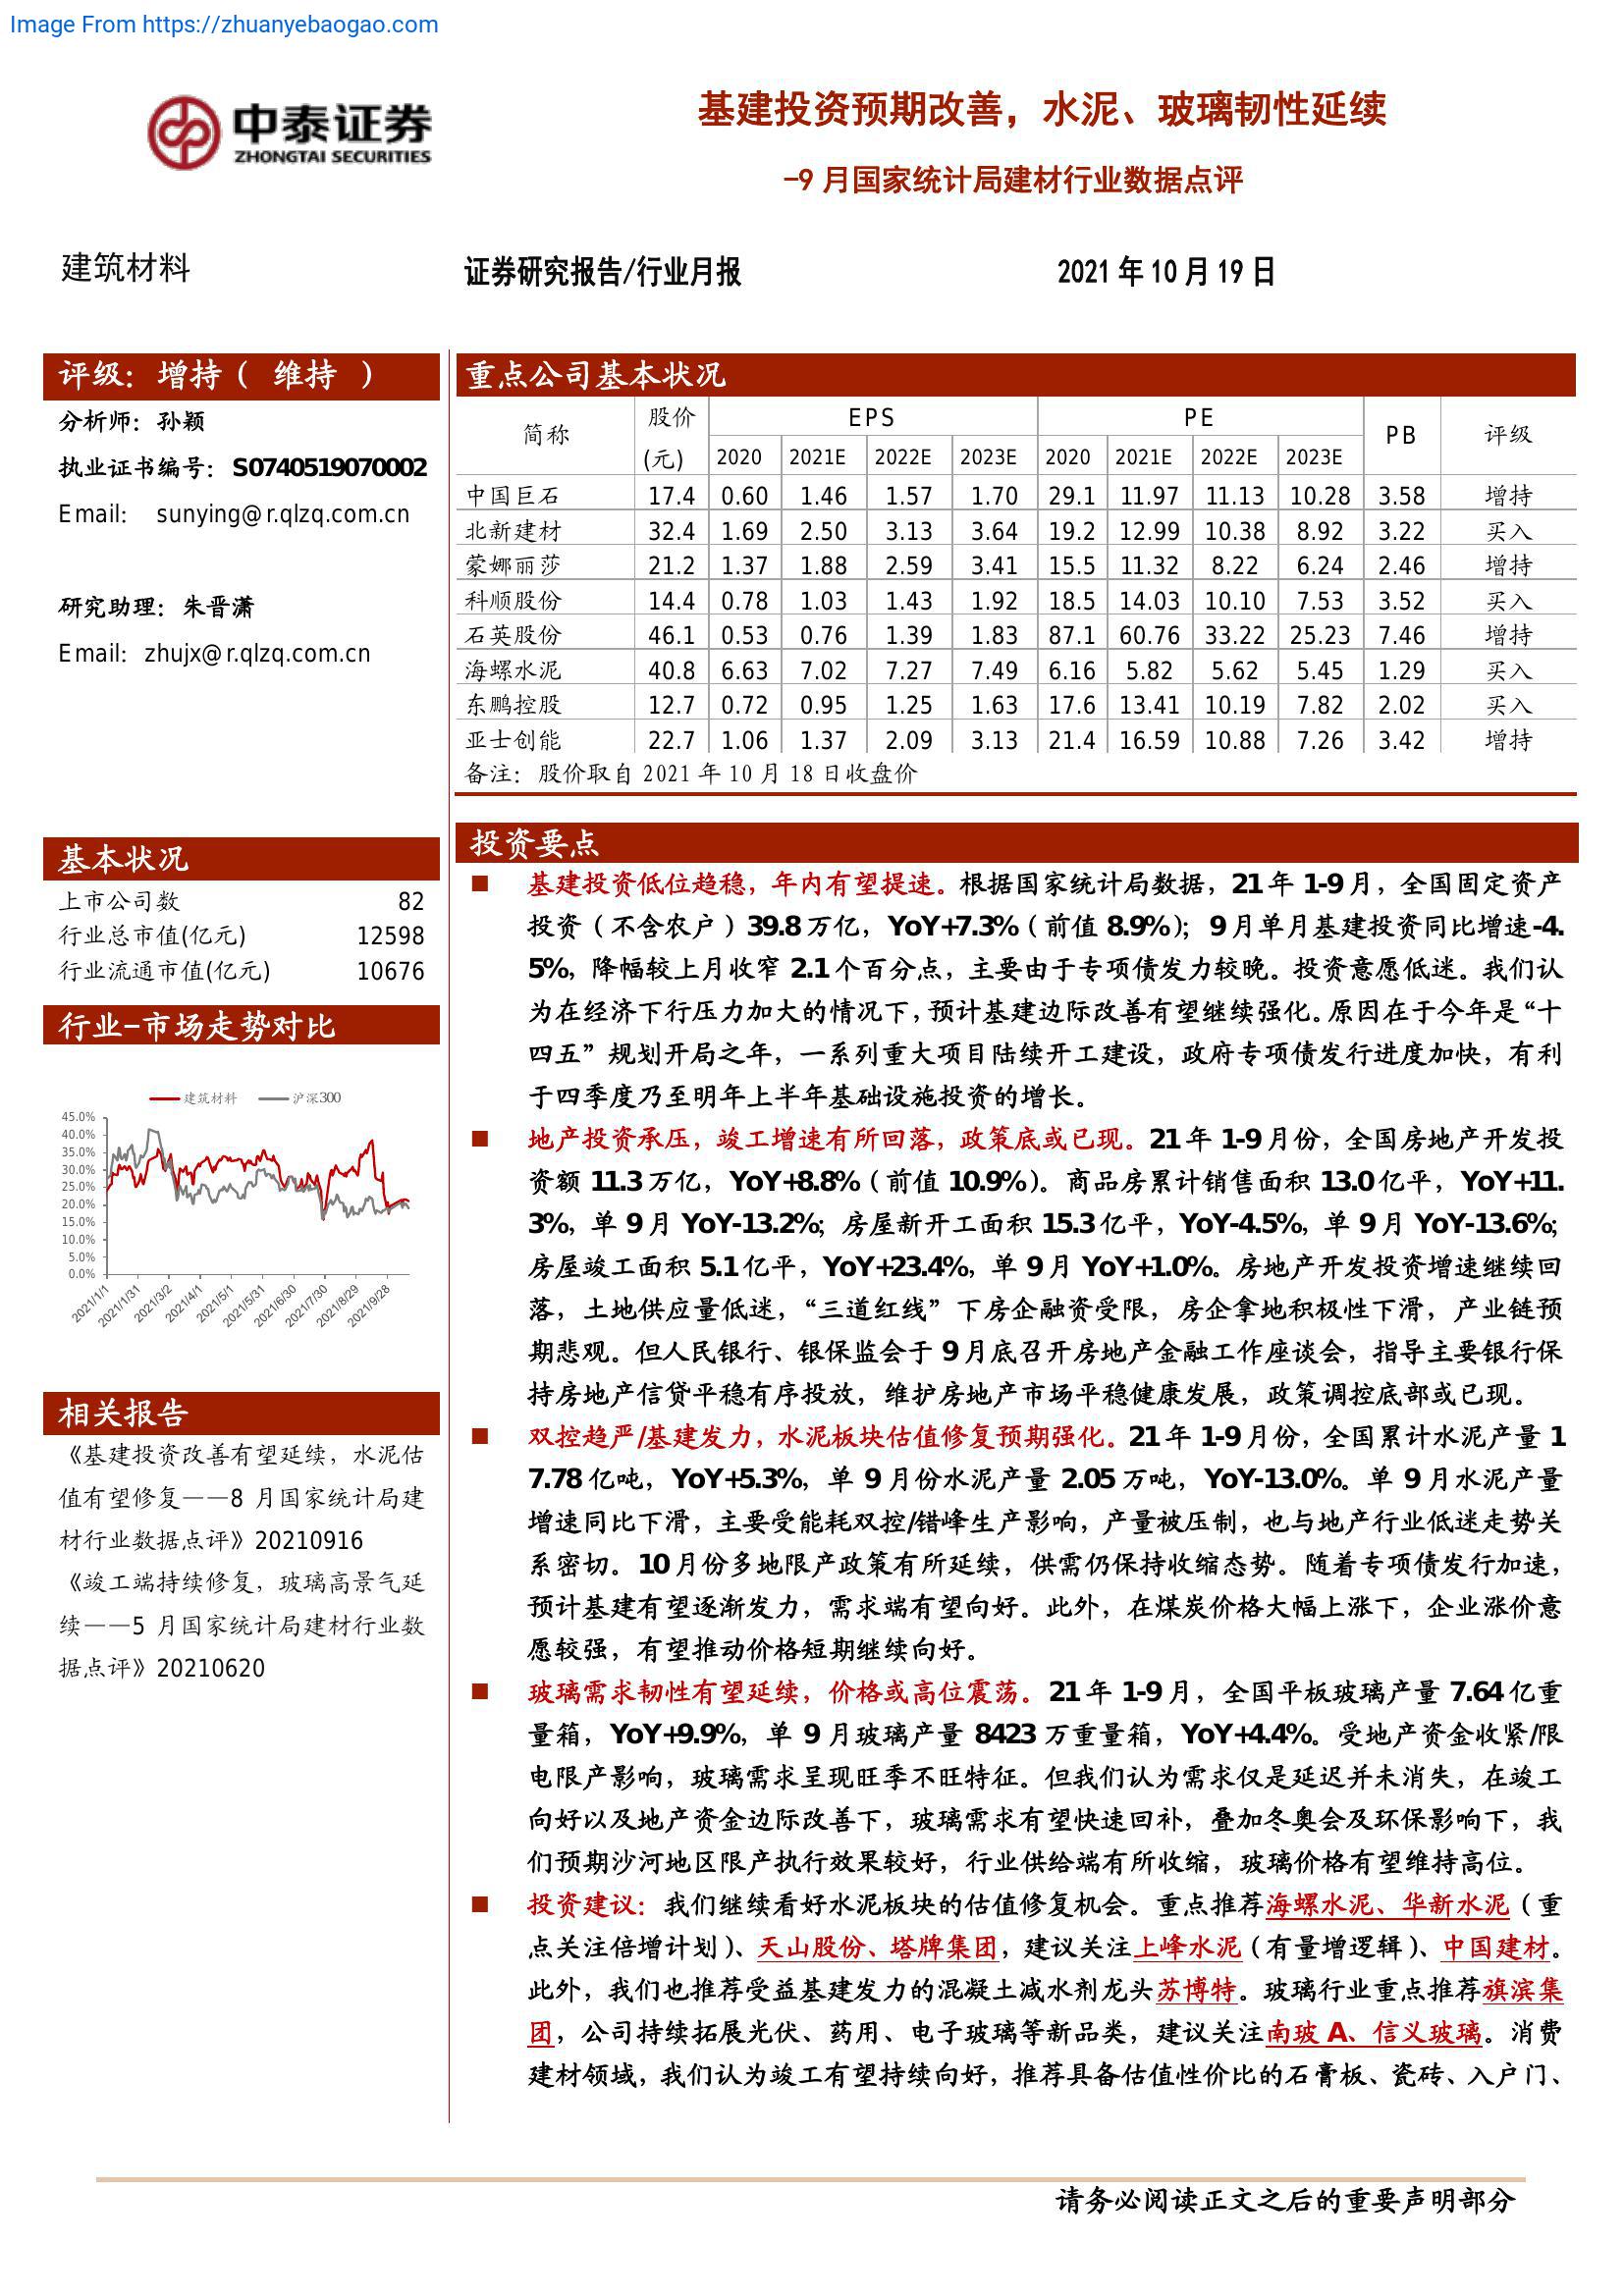 Image From https://zhuanyebaogao.com
中泰证券
ZHONGTAI SECURITIES
基建投资预期改善，水泥、玻璃韧性延续
-9 月国家统计局建材行业数据点评
建筑材料
证券研究报告/行业月报
2021 年 10 月 19 日
评级：增持（ 维持 ）
分析师：孙颖
执业证书编号：S0740519070002
Email： sunying@r.qlzq.com.cn
研究助理：朱晋潇
Email：zhujx@r.qlzq.com.cn
基本状况
上市公司数 82
行业总市值(亿元) 12598
行业流通市值(亿元) 10676
行业-市场走势对比
建筑材料 沪深300
45.0%
40.0%
35.0%
30.0%
25.0%
20.0%
15.0%
10.0%
5.0%
0.0%
2021/1/1 2021/1/31 2021/3/2 2021/4/1 2021/5/1 2021/5/31 2021/6/30 2021/7/30 2021/8/29 2021/9/28
相关报告
《基建投资改善有望延续，水泥估
值有望修复——8 月国家统计局建
材行业数据点评》20210916
《竣工端持续修复，玻璃高景气延
续——5 月国家统计局建材行业数
据点评》20210620
重点公司基本状况
简称 股价 EPS PE PB 评级
(元) 2020 2021E 2022E 2023E 2020 2021E 2022E 2023E
中国巨石 17.4 0.60 1.46 1.57 1.70 29.1 11.97 11.13 10.28 3.58 增持
北新建材 32.4 1.69 2.50 3.13 3.64 19.2 12.99 10.38 8.92 3.22 买入
蒙娜丽莎 21.2 1.37 1.88 2.59 3.41 15.5 11.32 8.22 6.24 2.46 增持
科顺股份 14.4 0.78 1.03 1.43 1.92 18.5 14.03 10.10 7.53 3.52 买入
石英股份 46.1 0.53 0.76 1.39 1.83 87.1 60.76 33.22 25.23 7.46 增持
海螺水泥 40.8 6.63 7.02 7.27 7.49 6.16 5.82 5.62 5.45 1.29 买入
东鹏控股 12.7 0.72 0.95 1.25 1.63 17.6 13.41 10.19 7.82 2.02 买入
亚士创能 22.7 1.06 1.37 2.09 3.13 21.4 16.59 10.88 7.26 3.42 增持
备注：股价取自 2021 年 10 月 18 日收盘价
投资要点
■ 基建投资低位趋稳，年内有望提速。根据国家统计局数据，21 年 1-9 月，全国固定资产
投资（不含农户）39.8 万亿，YoY+7.3%（前值 8.9%）；9 月单月基建投资同比增速-4.
5%，降幅较上月收窄 2.1 个百分点，主要由于专项债发力较晚。投资意愿低迷。我们认
为在经济下行压力加大的情况下，预计基建边际改善有望继续强化。原因在于今年是“十
四五”规划开局之年，一系列重大项目陆续开工建设，政府专项债发行进度加快，有利
于四季度乃至明年上半年基础设施投资的增长。
■ 地产投资承压，竣工增速有所回落，政策底或已现。21 年 1-9 月份，全国房地产开发投
资额 11.3 万亿，YoY+8.8%（前值 10.9%）。商品房累计销售面积 13.0 亿平，YoY+11.
3%，单 9 月 YoY-13.2%；房屋新开工面积 15.3 亿平，YoY-4.5%，单 9 月 YoY-13.6%；
房屋竣工面积 5.1 亿平，YoY+23.4%，单 9 月 YoY+1.0%。房地产开发投资增速继续回
落，土地供应量低迷，“三道红线”下房企融资受限，房企拿地积极性下滑，产业链预
期悲观。但人民银行、银保监会于 9 月底召开房地产金融工作座谈会，指导主要银行保
持房地产信贷平稳有序投放，维护房地产市场平稳健康发展，政策调控底部或已现。
■ 双控趋严/基建发力，水泥板块估值修复预期强化。21 年 1-9 月份，全国累计水泥产量 1
7.78 亿吨，YoY+5.3%，单 9 月份水泥产量 2.05 万吨，YoY-13.0%。单 9 月水泥产量
增速同比下滑，主要受能耗双控/错峰生产影响，产量被压制，也与地产行业低迷走势关
系密切。10 月份多地限产政策有所延续，供需仍保持收缩态势。随着专项债发行加速，
预计基建有望逐渐发力，需求端有望向好。此外，在煤炭价格大幅上涨下，企业涨价意
愿较强，有望推动价格短期继续向好。
■ 玻璃需求韧性有望延续，价格或高位震荡。21 年 1-9 月，全国平板玻璃产量 7.64 亿重
量箱，YoY+9.9%，单 9 月玻璃产量 8423 万重量箱，YoY+4.4%。受地产资金收紧/限
电限产影响，玻璃需求呈现旺季不旺特征。但我们认为需求仅是延迟并未消失，在竣工
向好以及地产资金边际改善下，玻璃需求有望快速回补，叠加冬奥会及环保影响下，我
们预期沙河地区限产执行效果较好，行业供给端有所收缩，玻璃价格有望维持高位。
■ 投资建议：我们继续看好水泥板块的估值修复机会。重点推荐海螺水泥、华新水泥（重
点关注倍增计划）、天山股份、塔牌集团，建议关注上峰水泥（有量增逻辑）、中国建材。
此外，我们也推荐受益基建发力的混凝土减水剂龙头苏博特。玻璃行业重点推荐旗滨集
团，公司持续拓展光伏、药用、电子玻璃等新品类，建议关注南玻 A、信义玻璃。消费
建材领域，我们认为竣工有望持续向好，推荐具备估值性价比的石膏板、瓷砖、入户门、
请务必阅读正文之后的重要声明部分